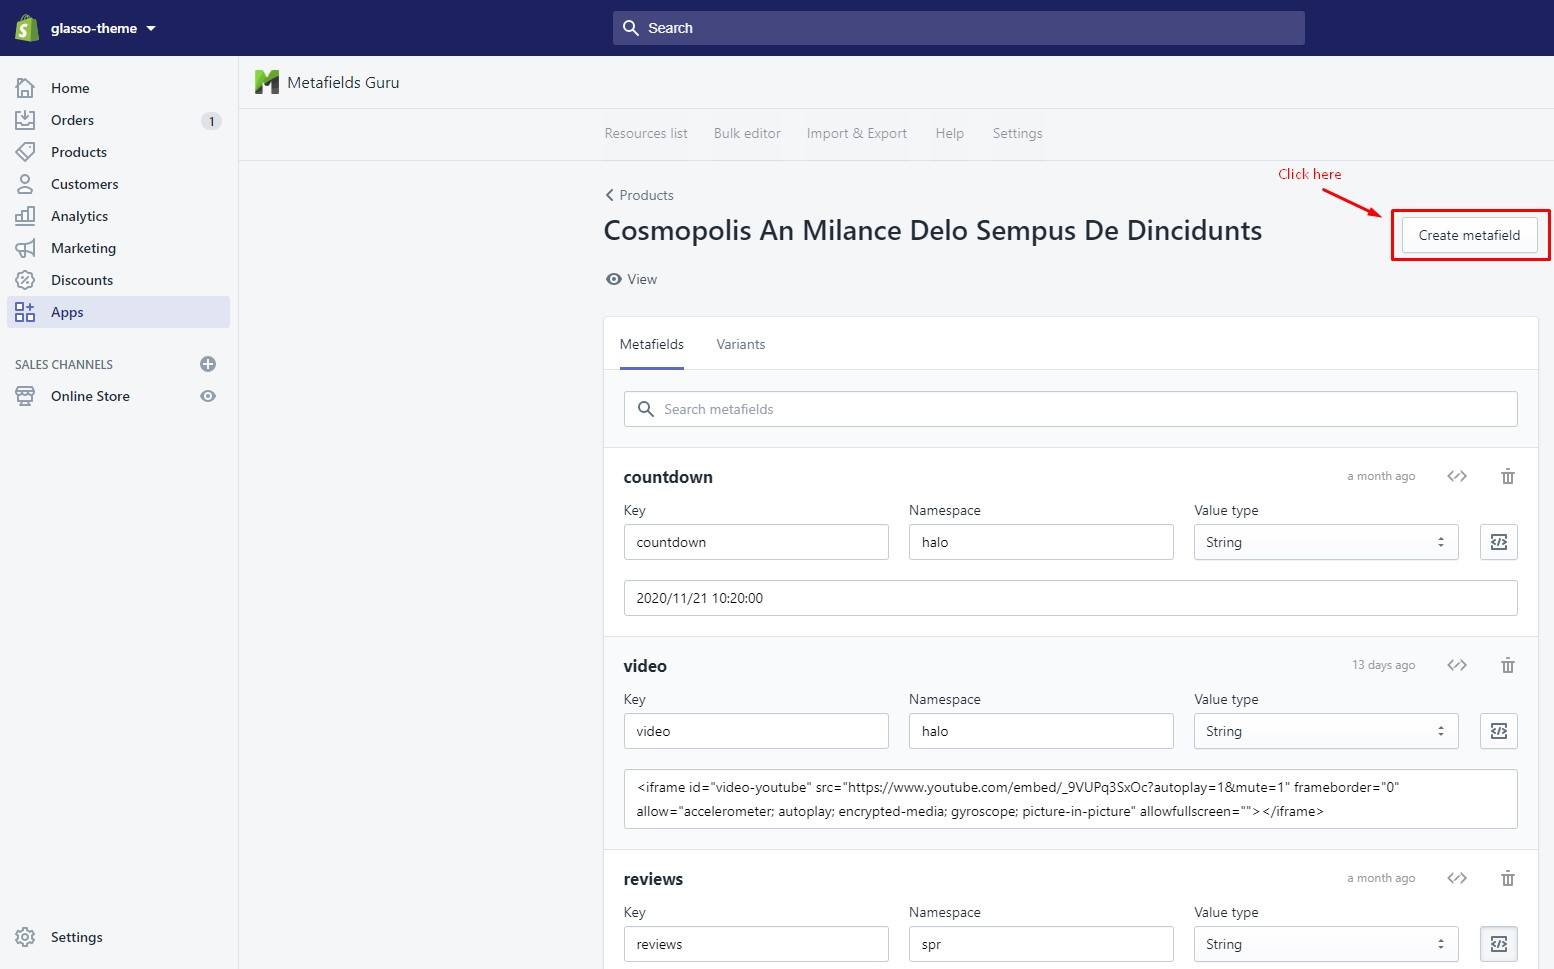 glasso-theme
Search
Home
Orders
1
Products
Customers
Analytics
Marketing
Discounts
Apps
SALES CHANNELS
Online Store
Settings
Metafields Guru
Resources list Bulk editor Import & Export Help Settings
Click here
Products
Cosmopolis An Milance Delo Sempus De Dincidunts
Create metafield
View
Metafields Variants
Search metafields
countdown a month ago
Key Namespace Value type
countdown halo String
2020/11/21 10:20:00
video 13 days ago
Key Namespace Value type
video halo String
<iframe id="video-youtube" src="https://www.youtube.com/embed/_9VUPq3SxOc?autoplay=1&mute=1" frameborder="0"
allow="accelerometer; autoplay; encrypted-media; gyroscope; picture-in-picture" allowfullscreen=""></iframe>
reviews a month ago
Key Namespace Value type
reviews spr String